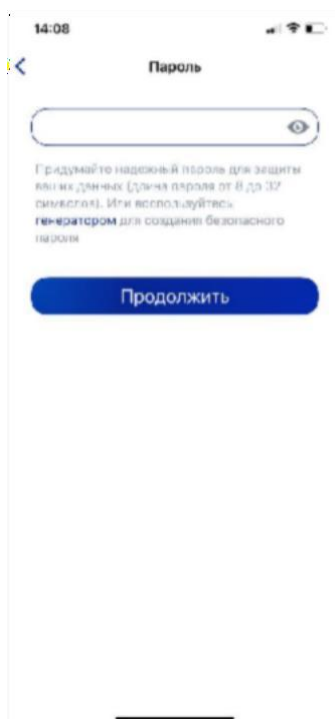 14:08
Пароль
Придумайте надежный пароль для защиты
ваших данных (длина пароля от 8 до 32
символов). Или воспользуйтесь
генератором для создания безопасного
пароля
Продолжить